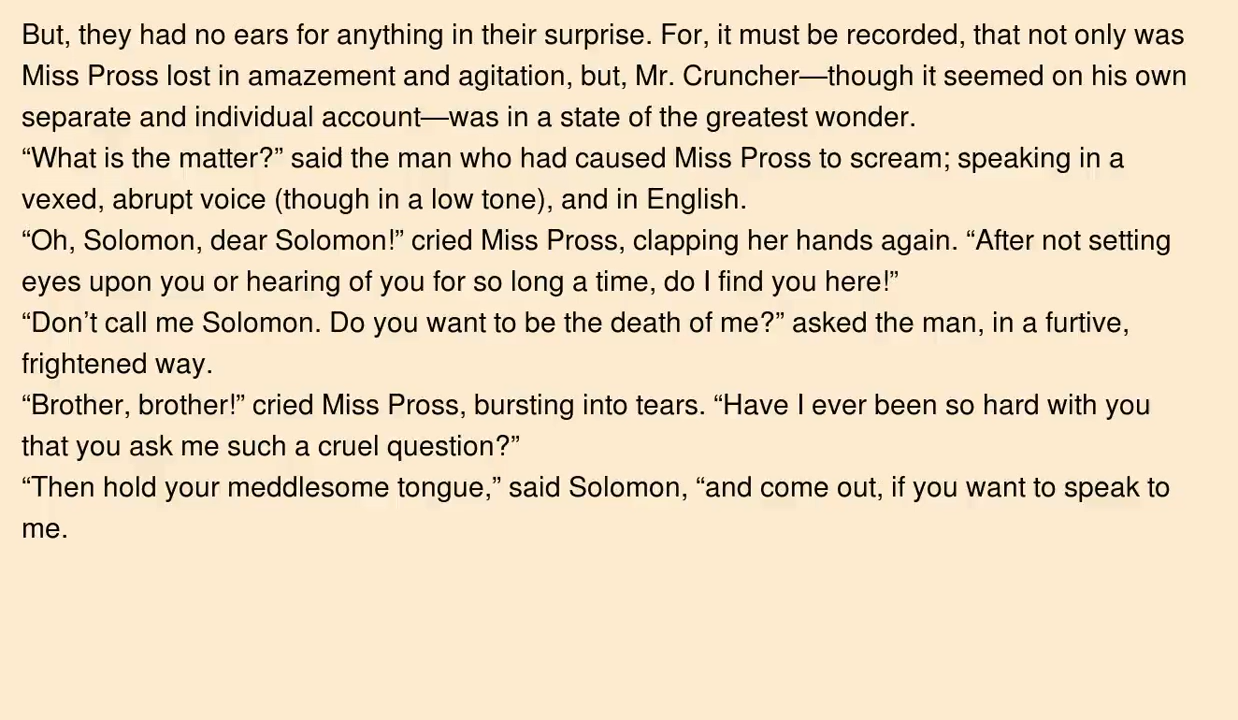 But, they had no ears for anything in their surprise. For, it must be recorded, that not only was
Miss Pross lost in amazement and agitation, but, Mr. Cruncher—though it seemed on his own
separate and individual account—was in a state of the greatest wonder.
“What is the matter?” said the man who had caused Miss Pross to scream; speaking in a
vexed, abrupt voice (though in a low tone), and in English.
“Oh, Solomon, dear Solomon!” cried Miss Pross, clapping her hands again. “After not setting
eyes upon you or hearing of you for so long a time, do I find you here!”
“Don’t call me Solomon. Do you want to be the death of me?” asked the man, in a furtive,
frightened way.
“Brother, brother!” cried Miss Pross, bursting into tears. “Have I ever been so hard with you
that you ask me such a cruel question?”
“Then hold your meddlesome tongue,” said Solomon, “and come out, if you want to speak to
me.